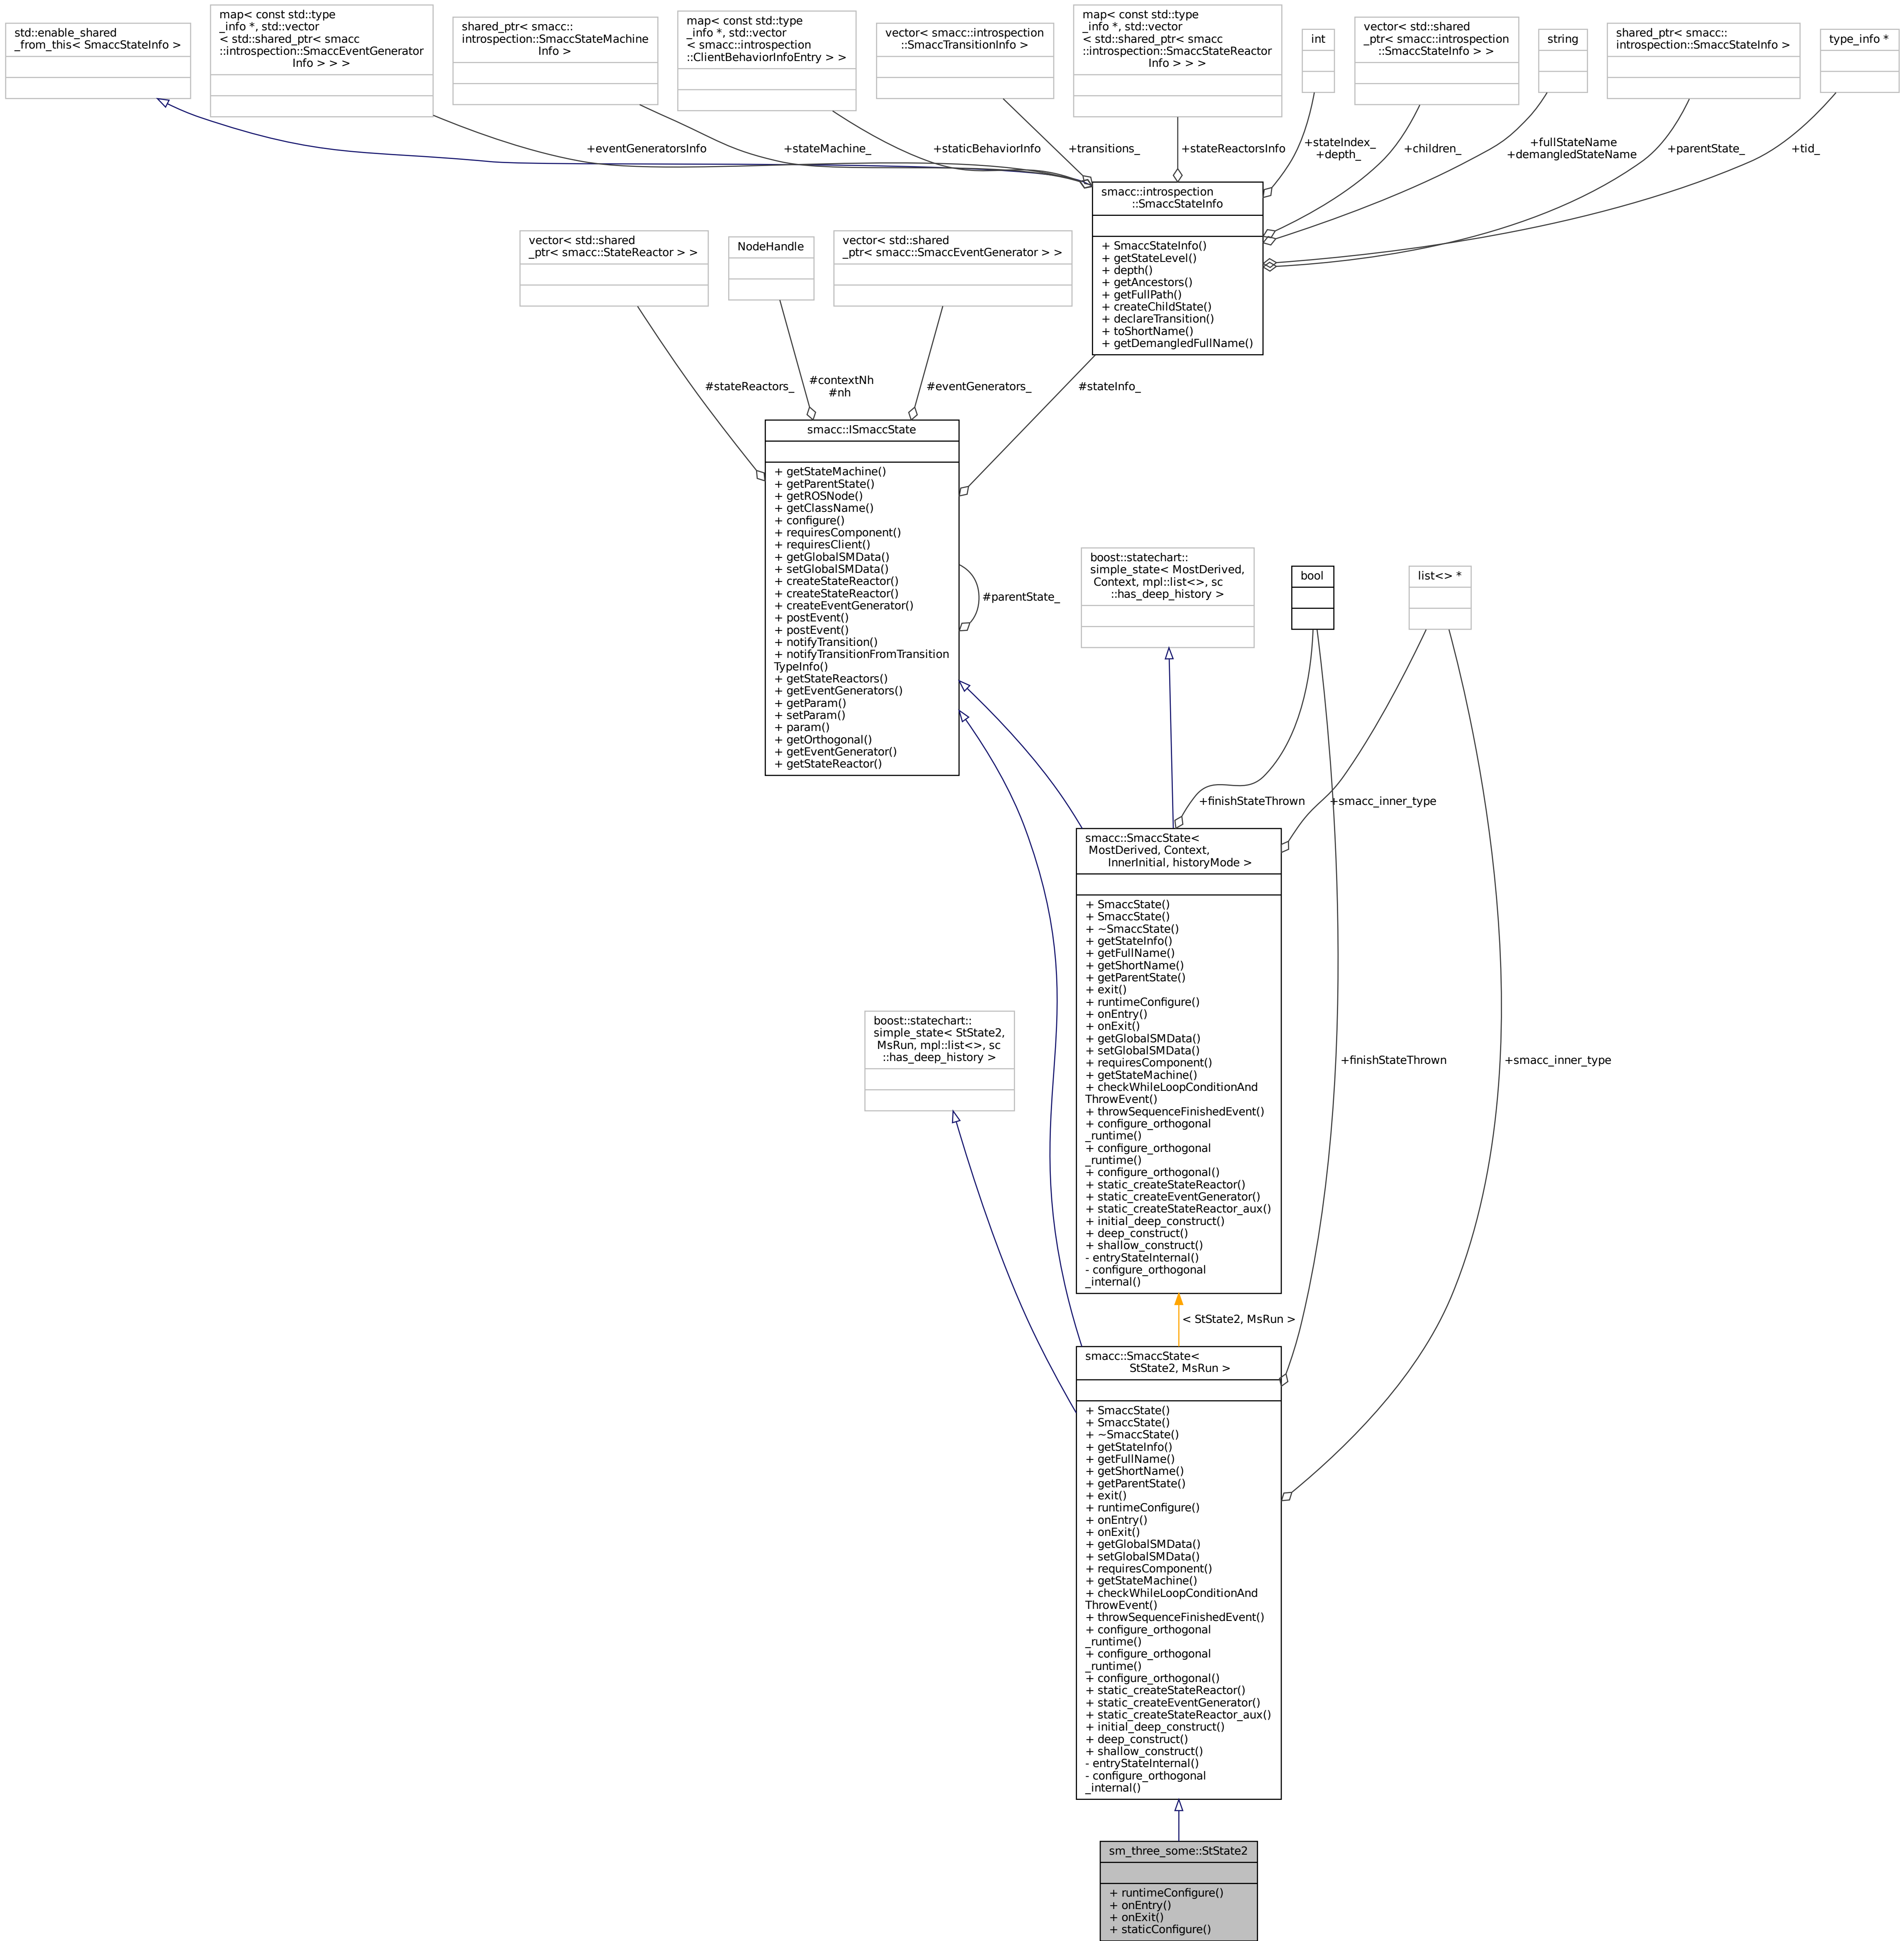 std::enable_shared
_from_this< SmaccStateInfo >
map< const std::type
_info *, std::vector
< std::shared_ptr< smacc
::introspection::SmaccEventGenerator
Info > > >
shared_ptr< smacc::
introspection::SmaccStateMachine
Info >
map< const std::type
_info *, std::vector
< smacc::introspection
::ClientBehaviorInfoEntry > >
vector< smacc::introspection
::SmaccTransitionInfo >
map< const std::type
_info *, std::vector
< std::shared_ptr< smacc
::introspection::SmaccStateReactor
Info > > >
int
vector< std::shared
_ptr< smacc::introspection
::SmaccStateInfo > >
string
shared_ptr< smacc::
introspection::SmaccStateInfo >
type_info *
+eventGeneratorsInfo
+stateMachine_
+staticBehaviorInfo
+transitions_
+stateReactorsInfo
+stateIndex_
+depth_
+children_
+fullStateName
+demangledStateName
+parentState_
+tid_
smacc::introspection
::SmaccStateInfo
+ SmaccStateInfo()
+ getStateLevel()
+ depth()
+ getAncestors()
+ getFullPath()
+ createChildState()
+ declareTransition()
+ toShortName()
+ getDemangledFullName()
vector< std::shared
_ptr< smacc::StateReactor > >
NodeHandle
vector< std::shared
_ptr< smacc::SmaccEventGenerator > >
#stateReactors_
#contextNh
#nh
#eventGenerators_
#stateInfo_
smacc::ISmaccState
+ getStateMachine()
+ getParentState()
+ getROSNode()
+ getClassName()
+ configure()
+ requiresComponent()
+ requiresClient()
+ getGlobalSMData()
+ setGlobalSMData()
+ createStateReactor()
+ createStateReactor()
+ createEventGenerator()
+ postEvent()
+ postEvent()
+ notifyTransition()
+ notifyTransitionFromTransition
TypeInfo()
+ getStateReactors()
+ getEventGenerators()
+ getParam()
+ setParam()
+ param()
+ getOrthogonal()
+ getEventGenerator()
+ getStateReactor()
#parentState_
boost::statechart::
simple_state< MostDerived,
Context, mpl::list<>, sc
::has_deep_history >
bool
list<> *
+finishStateThrown
+smacc_inner_type
smacc::SmaccState<
MostDerived, Context,
InnerInitial, historyMode >
+ SmaccState()
+ SmaccState()
+ ~SmaccState()
+ getStateInfo()
+ getFullName()
+ getShortName()
+ getParentState()
+ exit()
+ runtimeConfigure()
+ onEntry()
+ onExit()
+ getGlobalSMData()
+ setGlobalSMData()
+ requiresComponent()
+ getStateMachine()
+ checkWhileLoopConditionAnd
ThrowEvent()
+ throwSequenceFinishedEvent()
+ configure_orthogonal
_runtime()
+ configure_orthogonal
_runtime()
+ configure_orthogonal()
+ static_createStateReactor()
+ static_createEventGenerator()
+ static_createStateReactor_aux()
+ initial_deep_construct()
+ deep_construct()
+ shallow_construct()
- entryStateInternal()
- configure_orthogonal
_internal()
boost::statechart::
simple_state< StState2,
MsRun, mpl::list<>, sc
::has_deep_history >
+finishStateThrown
+smacc_inner_type
< StState2, MsRun >
smacc::SmaccState<
StState2, MsRun >
+ SmaccState()
+ SmaccState()
+ ~SmaccState()
+ getStateInfo()
+ getFullName()
+ getShortName()
+ getParentState()
+ exit()
+ runtimeConfigure()
+ onEntry()
+ onExit()
+ getGlobalSMData()
+ setGlobalSMData()
+ requiresComponent()
+ getStateMachine()
+ checkWhileLoopConditionAnd
ThrowEvent()
+ throwSequenceFinishedEvent()
+ configure_orthogonal
_runtime()
+ configure_orthogonal
_runtime()
+ configure_orthogonal()
+ static_createStateReactor()
+ static_createEventGenerator()
+ static_createStateReactor_aux()
+ initial_deep_construct()
+ deep_construct()
+ shallow_construct()
- entryStateInternal()
- configure_orthogonal
_internal()
sm_three_some::StState2
+ runtimeConfigure()
+ onEntry()
+ onExit()
+ staticConfigure()